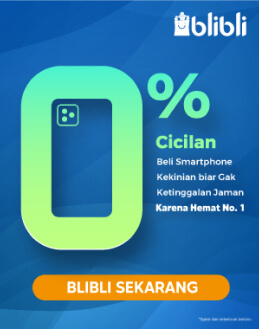 blibli
0%
Cicilan
Beli Smartphone
Kekinian biar Gak
Ketinggalan Jaman
Karena Hemat No. 1
BLIBLI SEKARANG